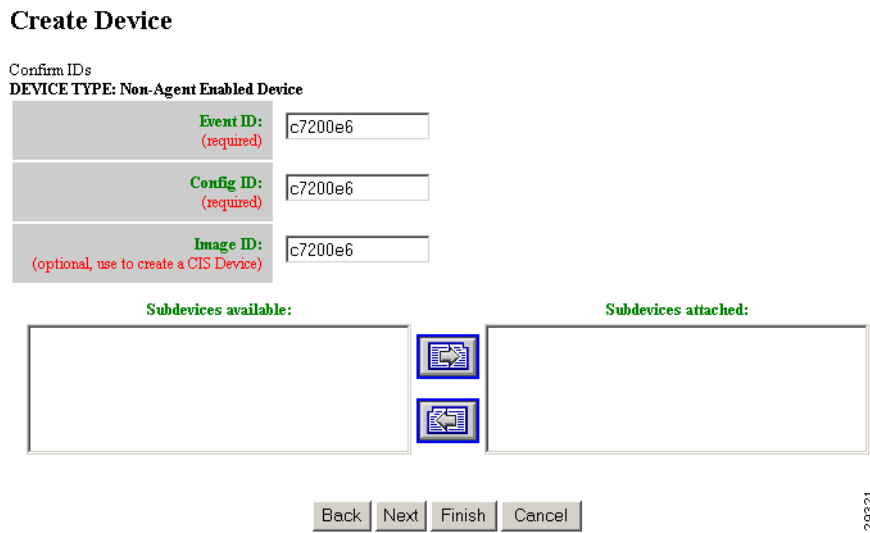 Create Device
Confirm IDs
DEVICE TYPE: Non-Agent Enabled Device
Event ID:
(required)
c7200e6
Config ID:
(required)
c7200e6
Image ID:
(optional, use to create a CIS Device)
c7200e6
Subdevices available:
Subdevices attached:
Back Next Finish Cancel